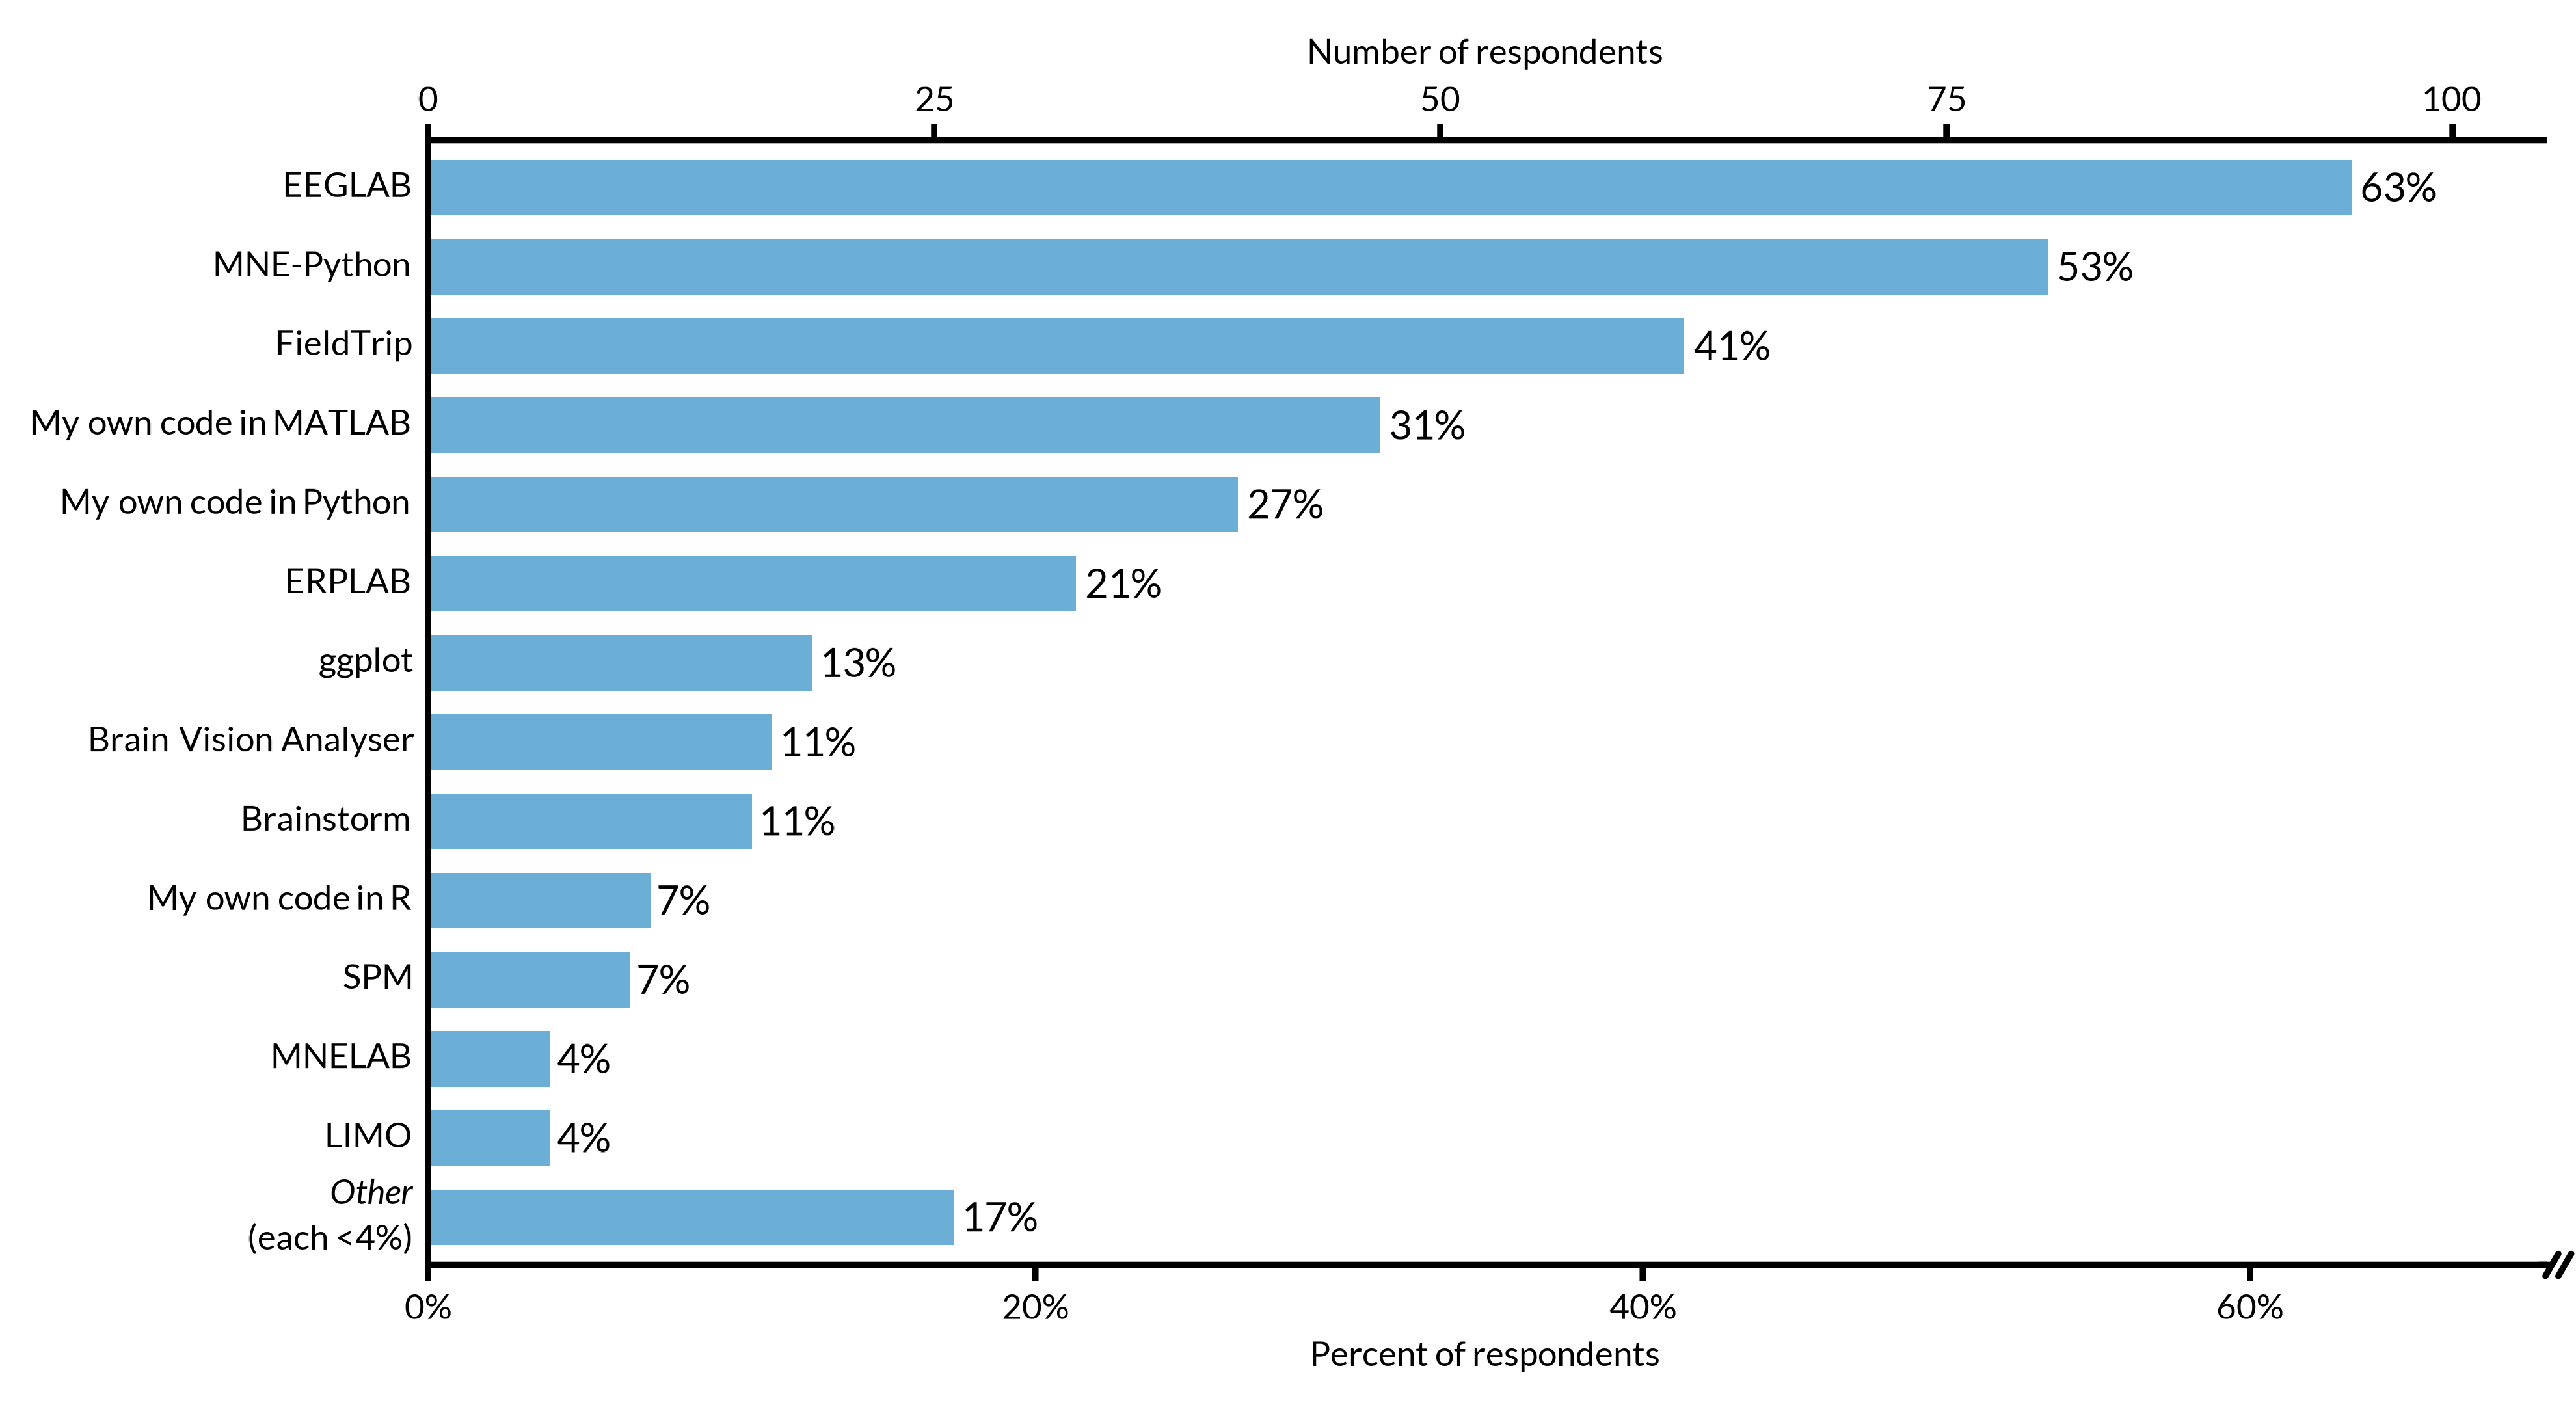 Number of respondents
0 25 50 75 100
EEGLAB 63%
MNE-Python 53%
FieldTrip 41%
My own code in MATLAB 31%
My own code in Python 27%
ERPLAB 21%
ggplot 13%
Brain Vision Analyser 11%
Brainstorm 11%
My own code in R 7%
SPM 7%
MNELAB 4%
LIMO 4%
Other
(each <4%) 17%
0% 20% 40% 60%
Percent of respondents